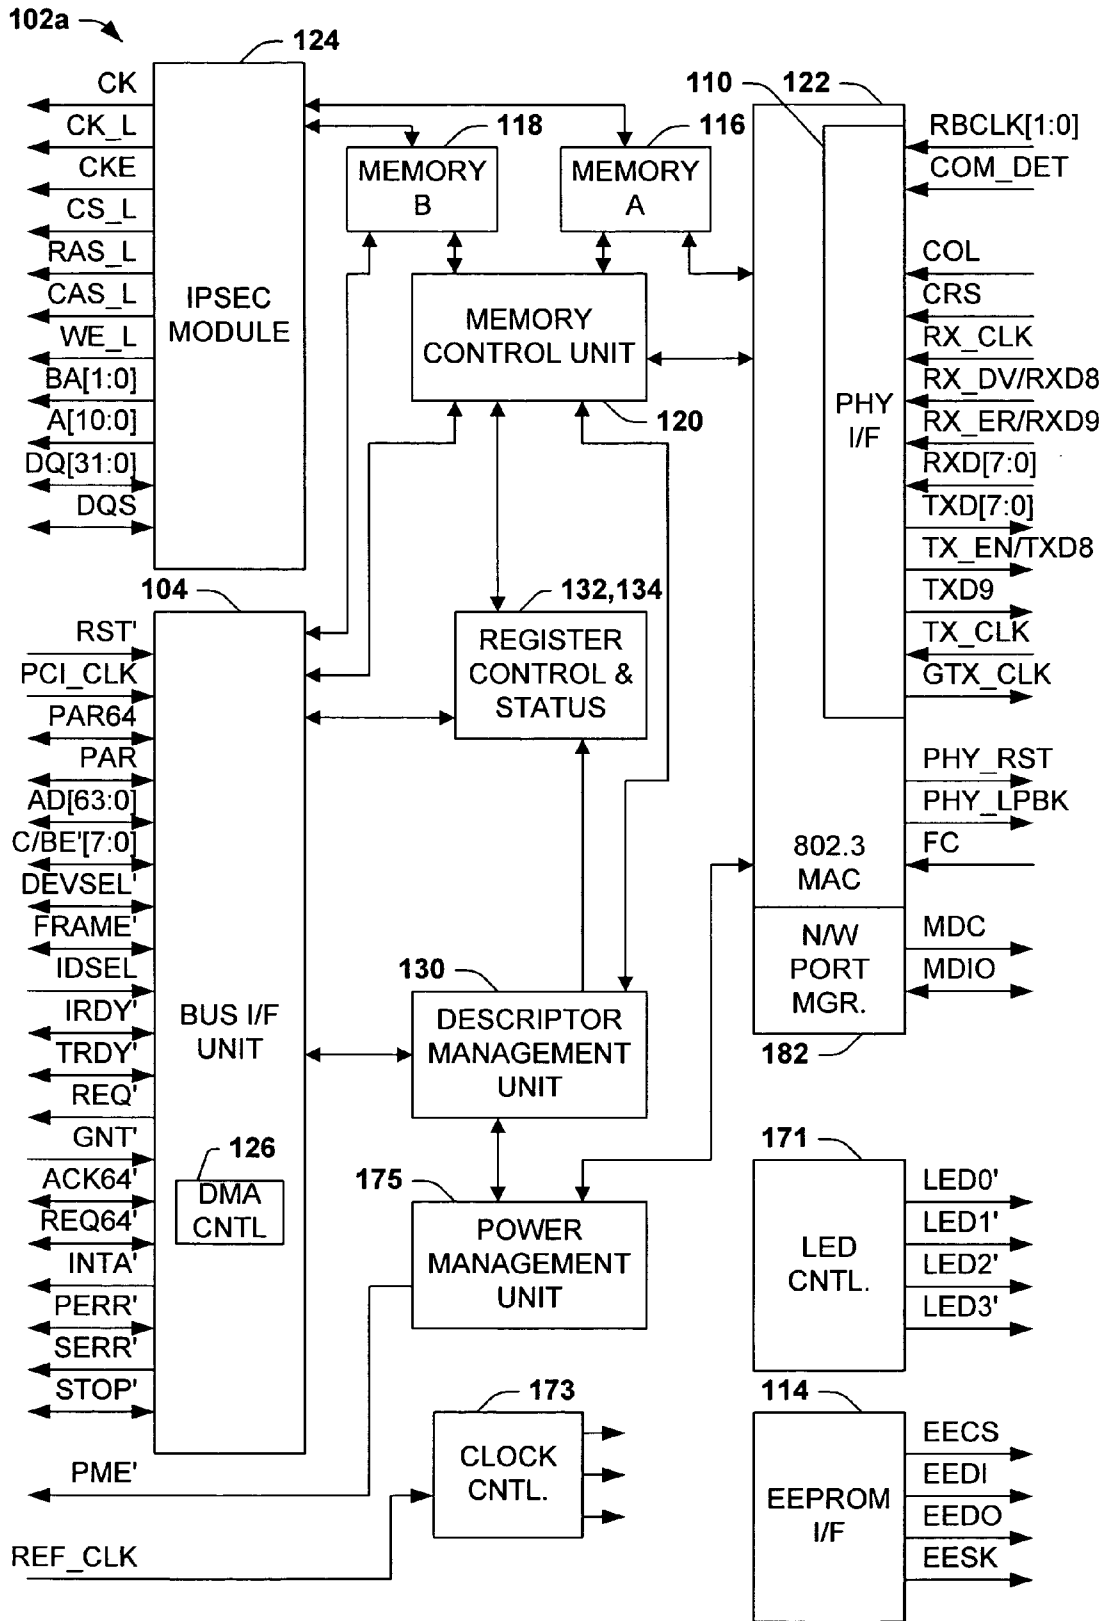 102a
124
CK
CK_L
CKE
CS_L
RAS_L
CAS_L
WE_L
BA[1:0]
A[10:0]
DQ[31:0]
DQS
IPSEC
MODULE
118
MEMORY
B
116
MEMORY
A
MEMORY
CONTROL UNIT
120
110
122
PHY
I/F
RBCLK[1:0]
COM_DET
COL
CRS
RX_CLK
RX_DV/RXD8
RX_ER/RXD9
RXD[7:0]
TXD[7:0]
TX_EN/TXD8
TXD9
TX_CLK
GTX_CLK
PHY_RST
PHY_LPBK
FC
802.3
MAC
N/W
PORT
MGR.
MDC
MDIO
182
104
RST'
PCI_CLK
PAR64
PAR
AD[63:0]
C/BE'[7:0]
DEVSEL'
FRAME'
IDSEL
IRDY'
TRDY'
REQ'
GNT'
ACK64'
REQ64'
INTA'
PERR'
SERR'
STOP'
PME'
REF_CLK
BUS I/F
UNIT
126
DMA
CNTL
132,134
REGISTER
CONTROL &
STATUS
130
DESCRIPTOR
MANAGEMENT
UNIT
175
POWER
MANAGEMENT
UNIT
173
CLOCK
CNTL.
171
LED
CNTL.
LED0'
LED1'
LED2'
LED3'
114
EEPROM
I/F
EECS
EEDI
EEDO
EESK